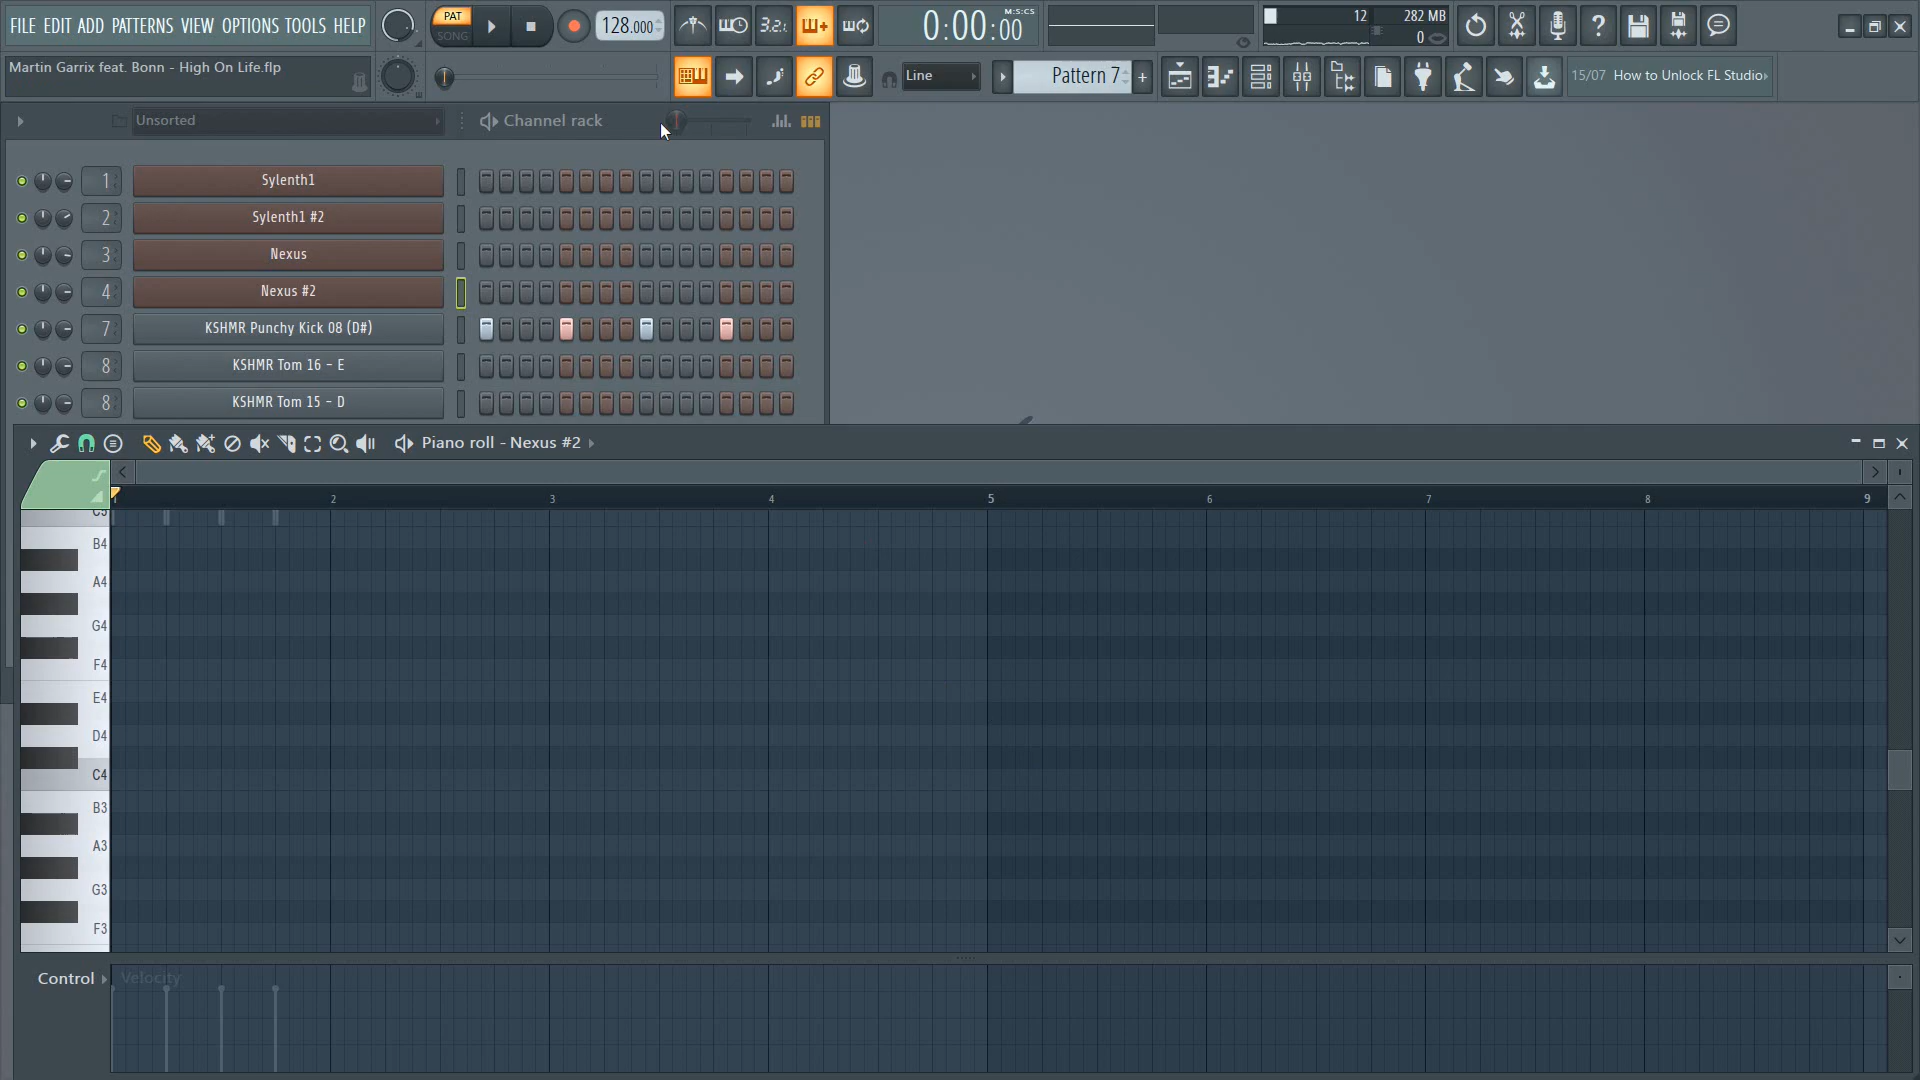 FILE EDIT ADD PATTERNS VIEW OPTIONS TOOLS HELP
PAT
SONG
128.000
3.2.
0:00:00
M:S:CS
12
282 MB
0
Martin Garrix feat. Bonn - High On Life.flp
Line
Pattern 7
15/07 How to Unlock FL Studio
Unsorted
Channel rack
1 Sylenth1
2 Sylenth1 #2
3 Nexus
4 Nexus #2
7 KSHMR Punchy Kick 08 (D#)
8 KSHMR Tom 16 - E
8 KSHMR Tom 15 - D
Piano roll - Nexus #2
1 2 3 4 5 6 7 8 9
C5
B4
A4
G4
F4
E4
D4
C4
B3
A3
G3
F3
Control
Velocity